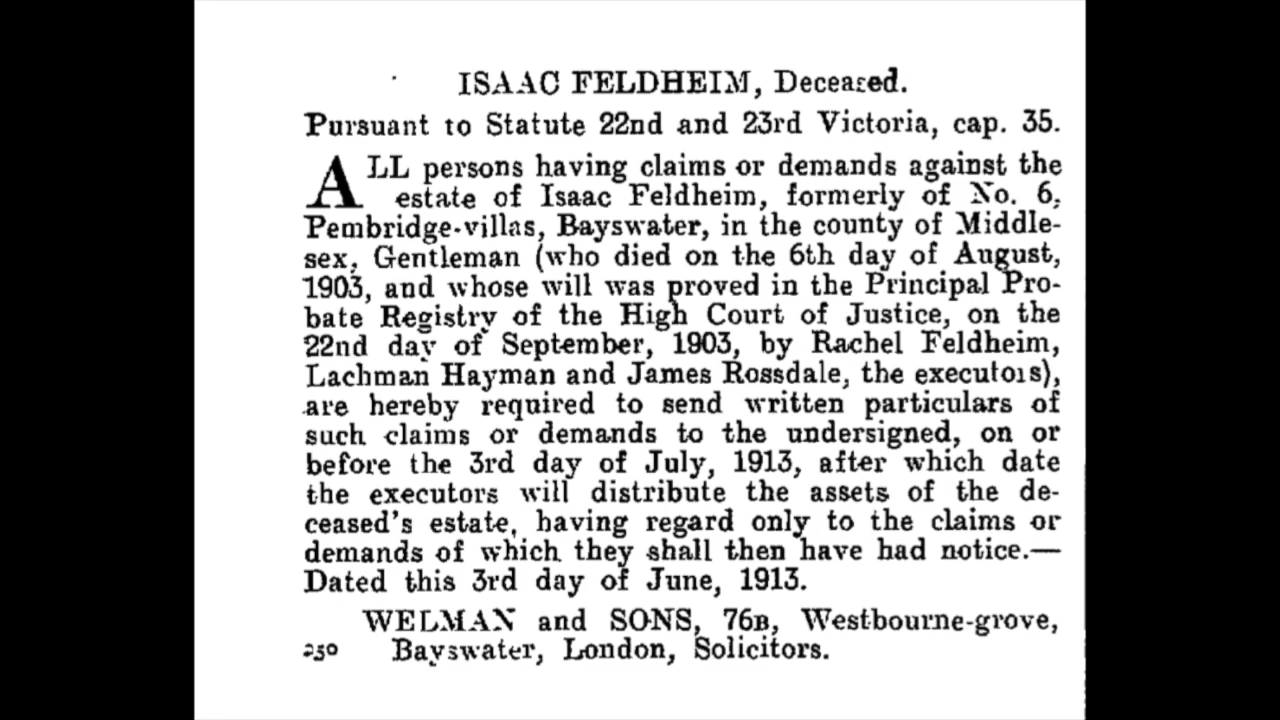 ISAAC FELDHEIM, Deceased.
Pursuant to Statute 22nd and 23rd Victoria, cap. 35.
ALL persons having claims or demands against the
estate of Isaac Feldheim, formerly of No. 6,
Pembridge-villas, Bayswater, in the county of Middle-
sex, Gentleman (who died on the 6th day of August,
1903, and whose will was proved in the Principal Pro-
bate Registry of the High Court of Justice, on the
22nd day of September, 1903, by Rachel Feldheim,
Lachman Hayman and James Rossdale, the executors),
are hereby required to send written particulars of
such claims or demands to the undersigned, on or
before the 3rd day of July, 1913, after which date
the executors will distribute the assets of the de-
ceased's estate, having regard only to the claims or
demands of which they shall then have had notice.—
Dated this 3rd day of June, 1913.
WELMAN and SONS, 76B, Westbourne-grove,
250 Bayswater, London, Solicitors.